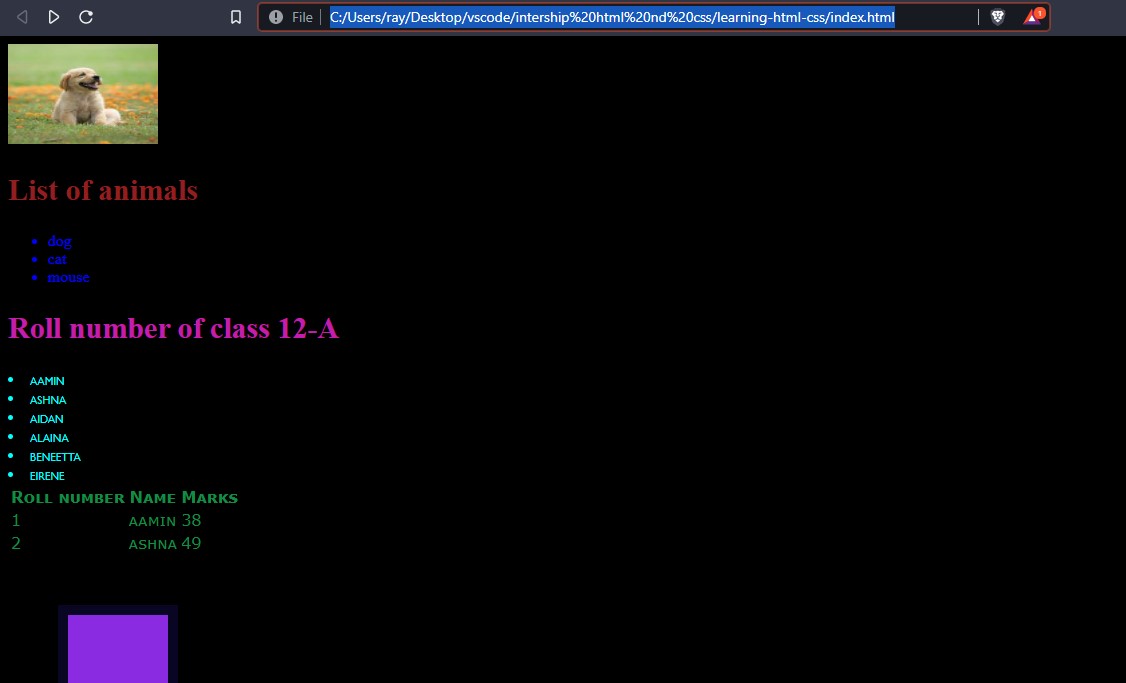 File
C:/Users/ray/Desktop/vscode/intership%20html%20nd%20css/learning-html-css/index.html
1
List of animals
• dog
• cat
• mouse
Roll number of class 12-A
• AAMIN
• ASHNA
• AIDAN
• ALAINA
• BENEETTA
• EIRENE
ROLL NUMBER NAME MARKS
1 AAMIN 38
2 ASHNA 49